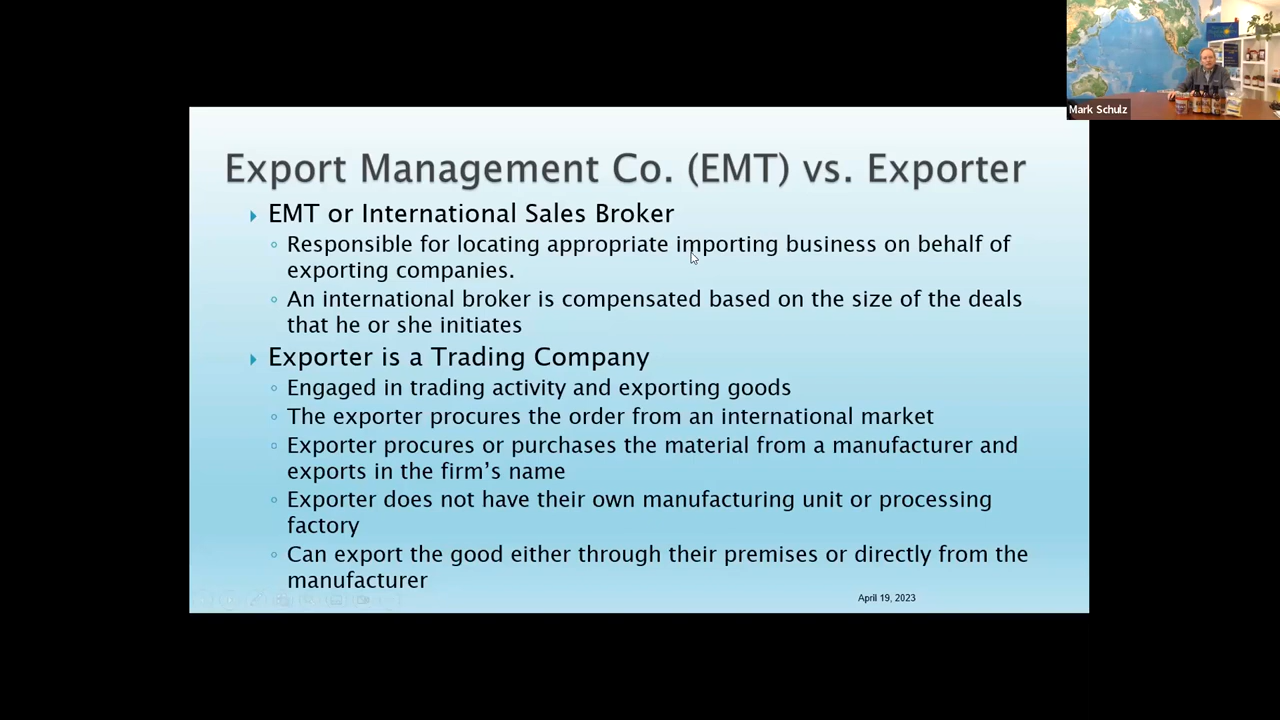 Mark Schulz
Export Management Co. (EMT) vs. Exporter
EMT or International Sales Broker
Responsible for locating appropriate importing business on behalf of
exporting companies.
An international broker is compensated based on the size of the deals
that he or she initiates
Exporter is a Trading Company
Engaged in trading activity and exporting goods
The exporter procures the order from an international market
Exporter procures or purchases the material from a manufacturer and
exports in the firm's name
Exporter does not have their own manufacturing unit or processing
factory
Can export the good either through their premises or directly from the
manufacturer
April 19, 2023